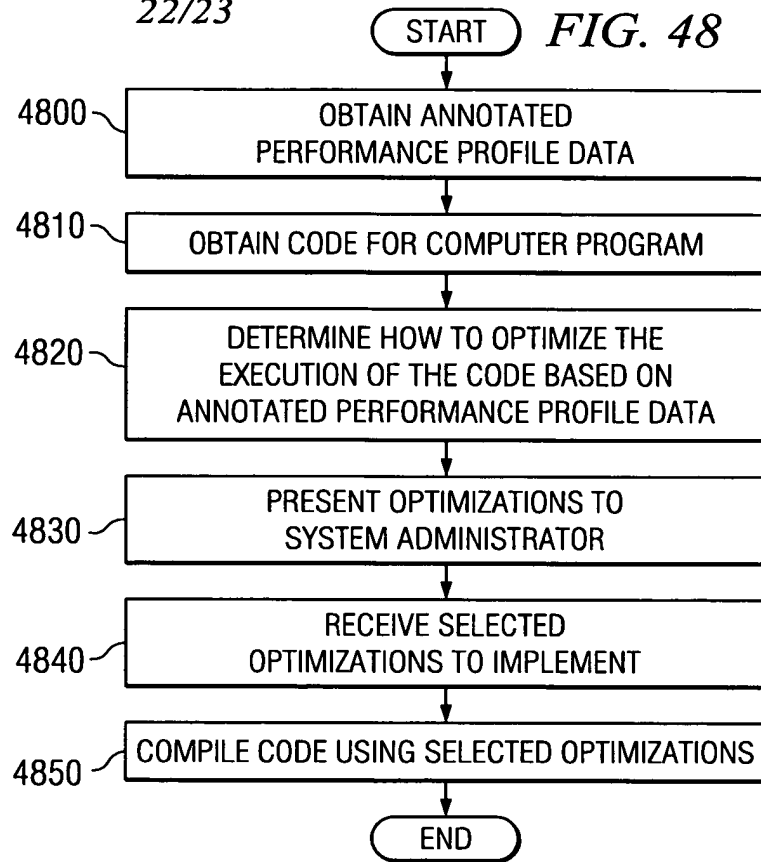 22/23
START
FIG. 48
4800
OBTAIN ANNOTATED
PERFORMANCE PROFILE DATA
4810
OBTAIN CODE FOR COMPUTER PROGRAM
4820
DETERMINE HOW TO OPTIMIZE THE
EXECUTION OF THE CODE BASED ON
ANNOTATED PERFORMANCE PROFILE DATA
4830
PRESENT OPTIMIZATIONS TO
SYSTEM ADMINISTRATOR
4840
RECEIVE SELECTED
OPTIMIZATIONS TO IMPLEMENT
4850
COMPILE CODE USING SELECTED OPTIMIZATIONS
END